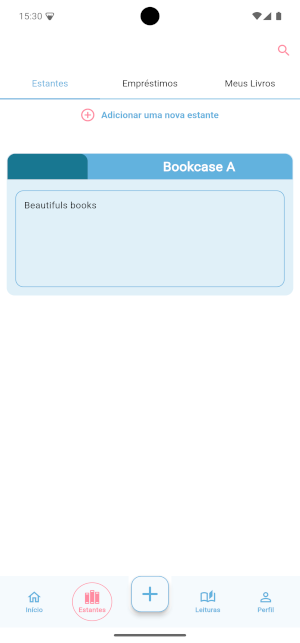 15:30
Estantes
Empréstimos
Meus Livros
Adicionar uma nova estante
Bookcase A
Beautifuls books
Início
Estantes
Leituras
Perfil